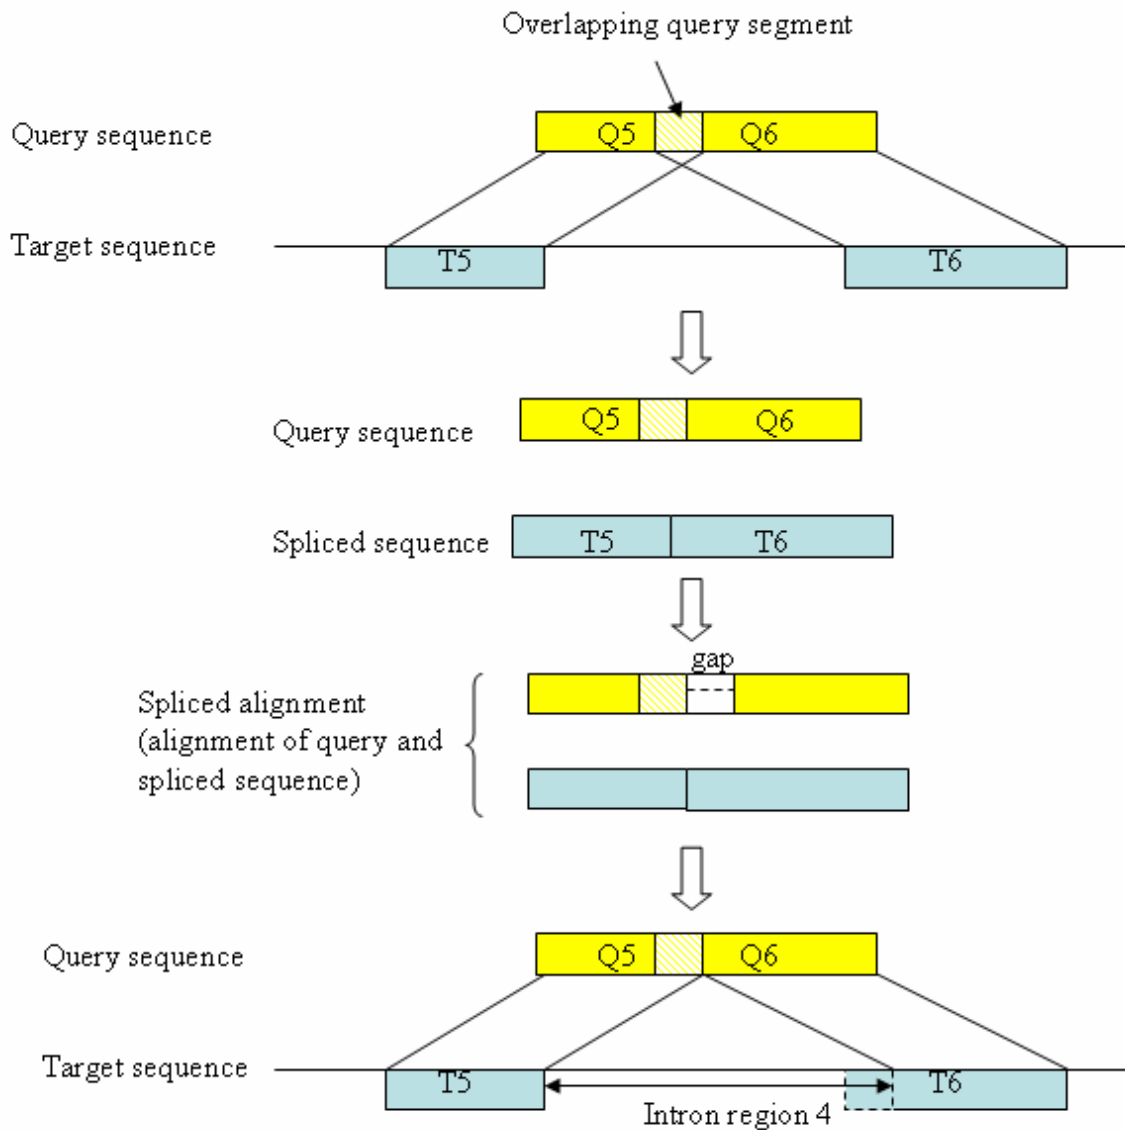 Overlapping query segment
Query sequence
Q5
Q6
Target sequence
T5
T6
Query sequence
Q5
Q6
Spliced sequence
T5
T6
gap
Spliced alignment
(alignment of query and
spliced sequence)
Query sequence
Q5
Q6
Target sequence
T5
T6
Intron region 4